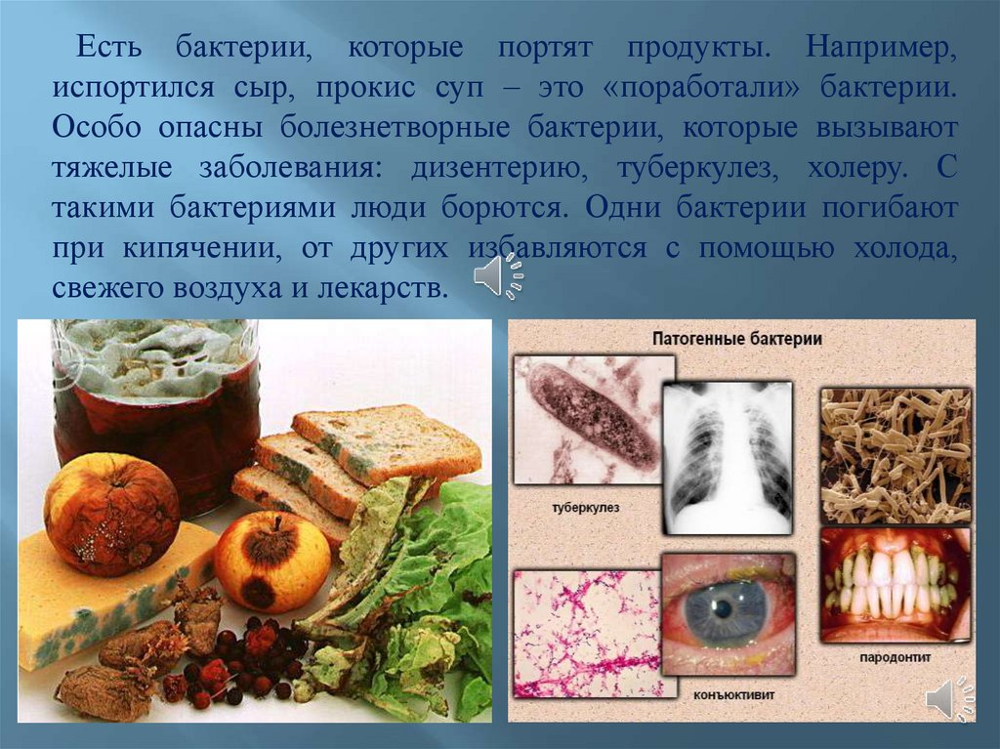 Есть бактерии, которые портят продукты. Например,
испортился сыр, прокис суп – это «поработали» бактерии.
Особо опасны болезнетворные бактерии, которые вызывают
тяжелые заболевания: дизентерию, туберкулез, холеру. С
такими бактериями люди борются. Одни бактерии погибают
при кипячении, от других избавляются с помощью холода,
свежего воздуха и лекарств.
Патогенные бактерии
туберкулез
пародонтит
конъюктивит